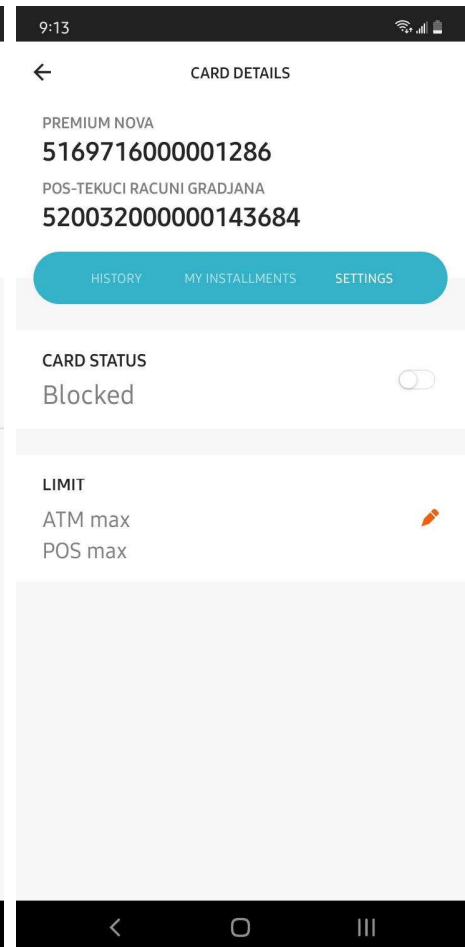 9:13
CARD DETAILS
PREMIUM NOVA
5169716000001286
POS-TEKUCI RACUNI GRADJANA
520032000000143684
HISTORY MY INSTALLMENTS SETTINGS
CARD STATUS
Blocked
LIMIT
ATM max
POS max